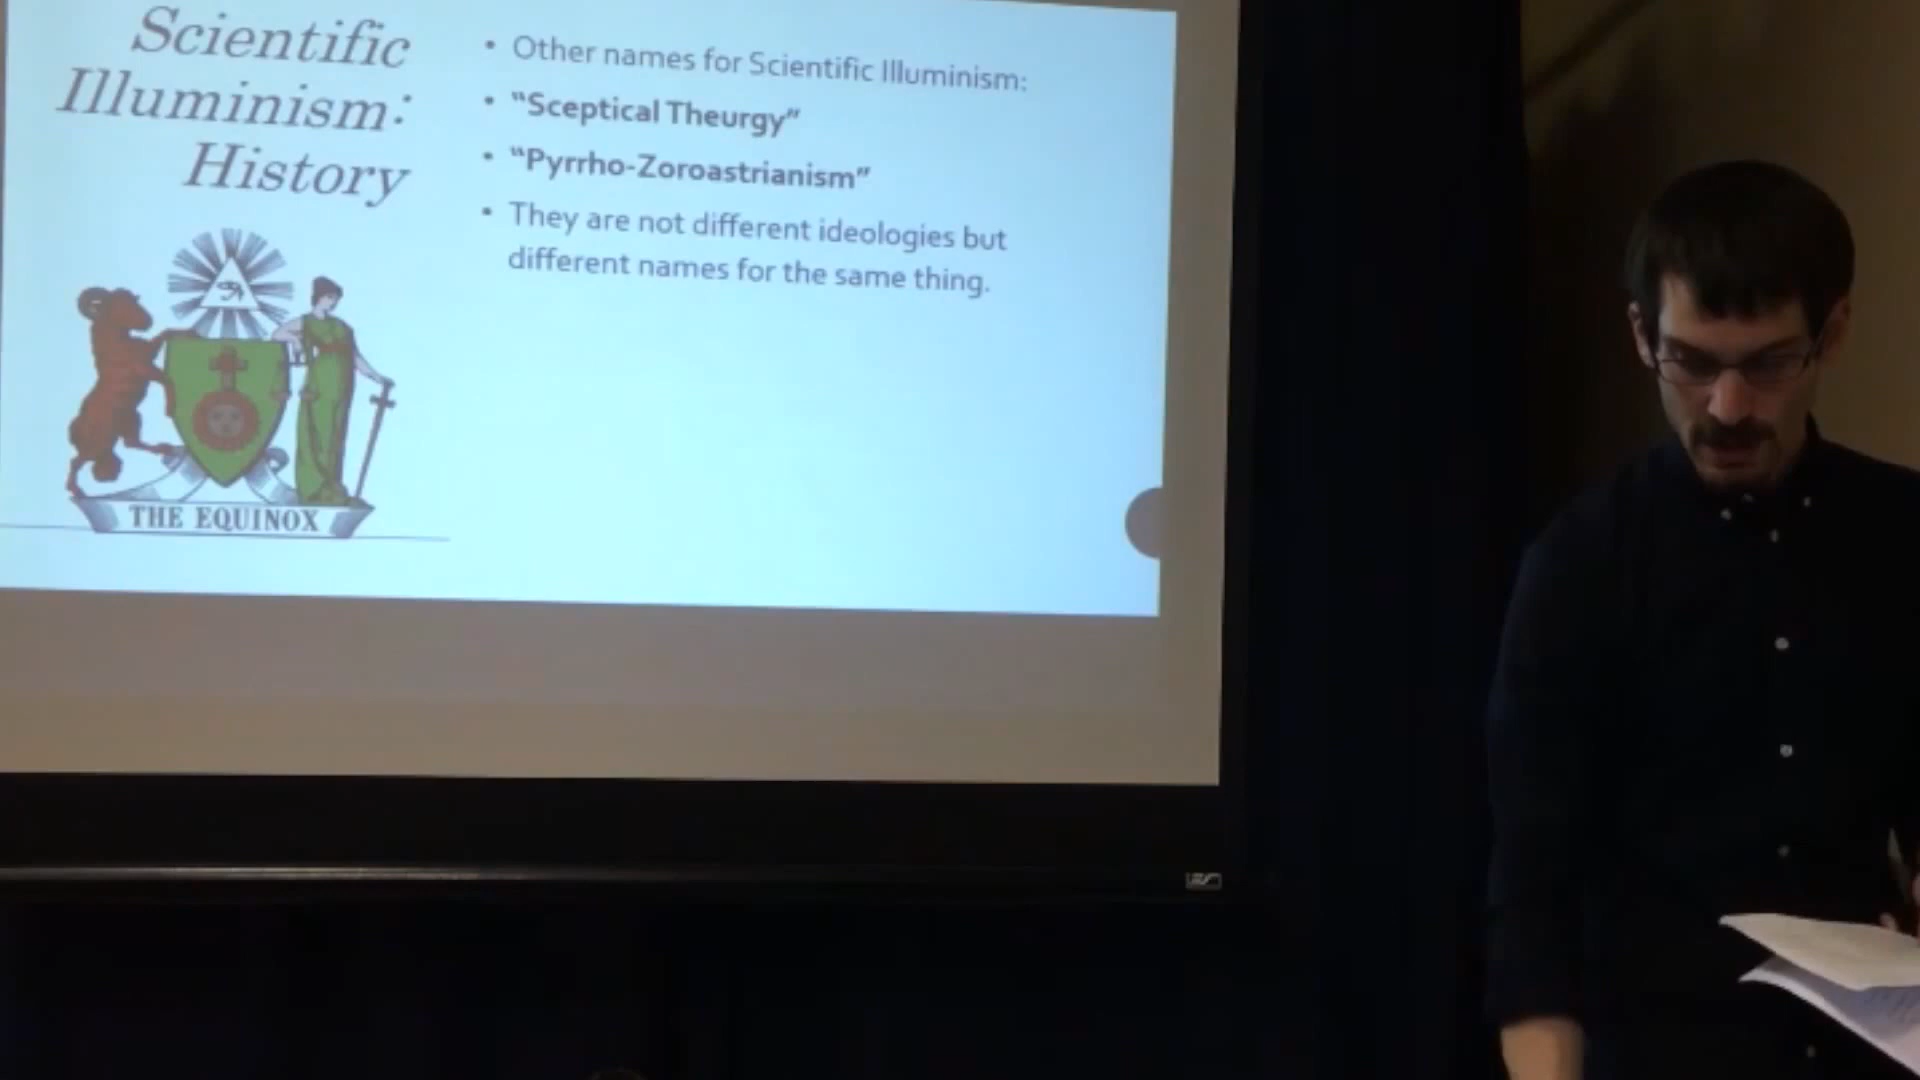 Scientific
Illuminism:
History
• Other names for Scientific Illuminism:
• “Sceptical Theurgy”
• “Pyrrho-Zoroastrianism”
• They are not different ideologies but
different names for the same thing.
THE EQUINOX